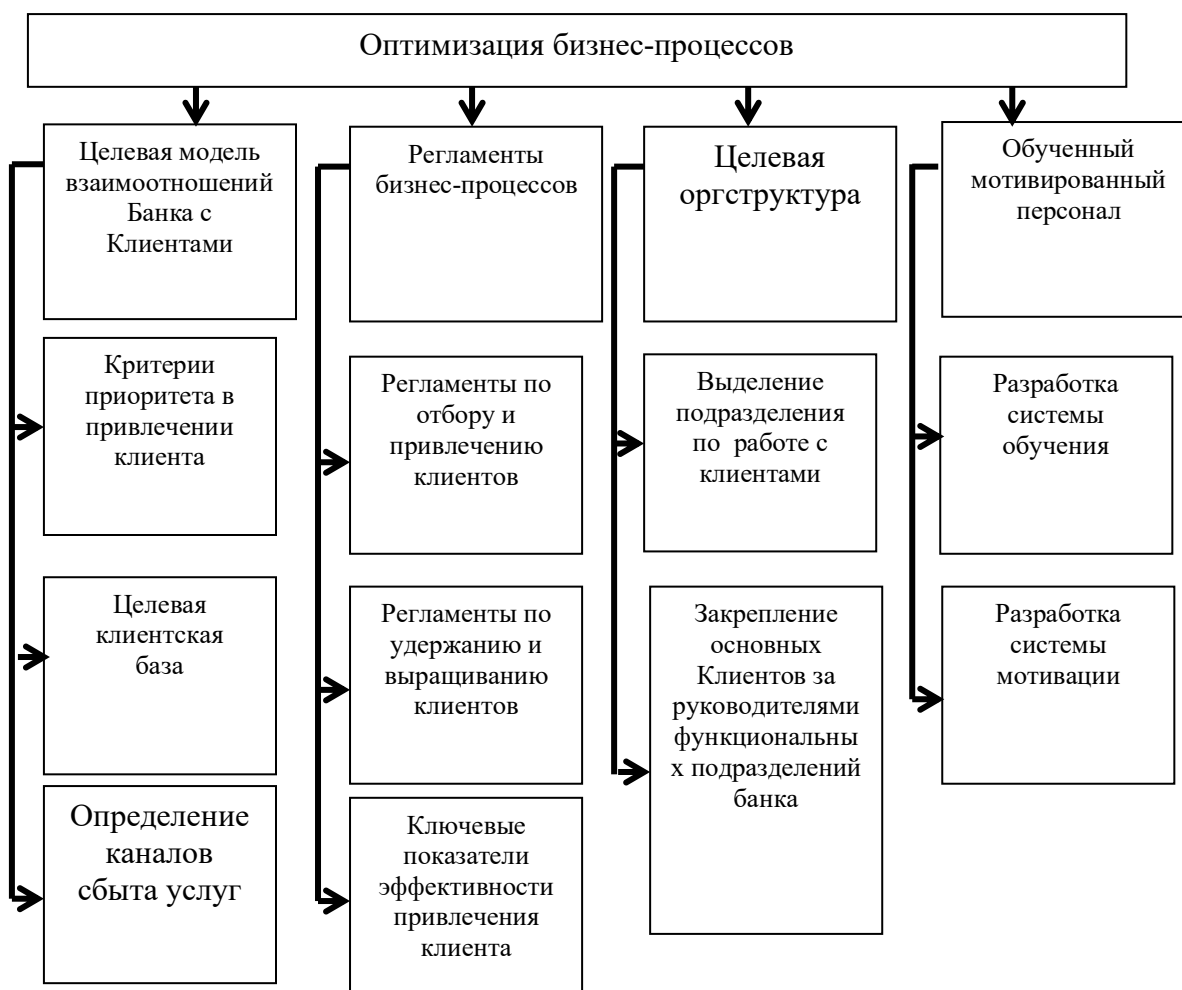 Оптимизация бизнес-процессов
Целевая модель
взаимоотношений
Банка с
Клиентами
Регламенты
бизнес-процессов
Целевая
оргструктура
Обученный
мотивированный
персонал
Критерии
приоритета в
привлечении
клиента
Регламенты по
отбору и
привлечению
клиентов
Выделение
подразделения
по работе с
клиентами
Разработка
системы
обучения
Целевая
клиентская
база
Регламенты по
удержанию и
выращиванию
клиентов
Закрепление
основных
Клиентов за
руководителями
функциональны
х подразделений
банка
Разработка
системы
мотивации
Определение
каналов
сбыта услуг
Ключевые
показатели
эффективности
привлечения
клиента